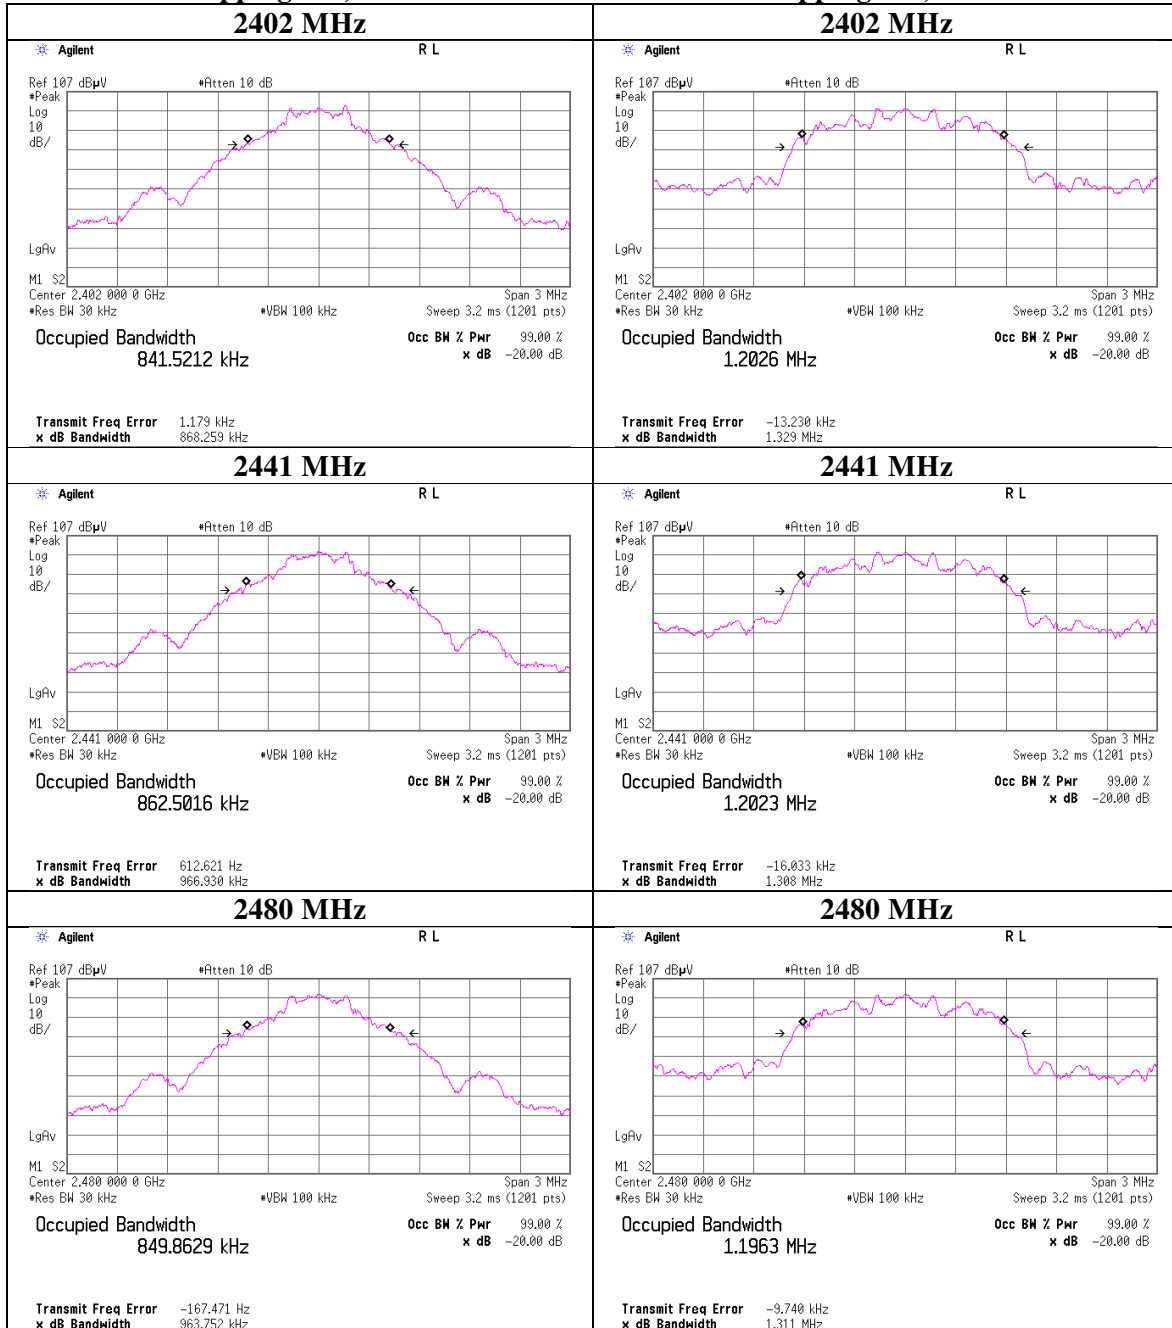 2402 MHz
2402 MHz
Agilent R L
Ref 107 dBµV #Atten 10 dB
#Peak
Log
10
dB/
LgAv
M1 S2
Center 2.402 000 0 GHz Span 3 MHz
#Res BW 30 kHz #VBW 100 kHz Sweep 3.2 ms (1201 pts)
Occupied Bandwidth Occ BW % Pwr 99.00 %
841.5212 kHz x dB -20.00 dB
Transmit Freq Error 1.179 kHz
x dB Bandwidth 868.259 kHz
Agilent R L
Ref 107 dBµV #Atten 10 dB
#Peak
Log
10
dB/
LgAv
M1 S2
Center 2.402 000 0 GHz Span 3 MHz
#Res BW 30 kHz #VBW 100 kHz Sweep 3.2 ms (1201 pts)
Occupied Bandwidth Occ BW % Pwr 99.00 %
1.2026 MHz x dB -20.00 dB
Transmit Freq Error -13.230 kHz
x dB Bandwidth 1.329 MHz
2441 MHz
2441 MHz
Agilent R L
Ref 107 dBµV #Atten 10 dB
#Peak
Log
10
dB/
LgAv
M1 S2
Center 2.441 000 0 GHz Span 3 MHz
#Res BW 30 kHz #VBW 100 kHz Sweep 3.2 ms (1201 pts)
Occupied Bandwidth Occ BW % Pwr 99.00 %
862.5016 kHz x dB -20.00 dB
Transmit Freq Error 612.621 Hz
x dB Bandwidth 966.930 kHz
Agilent R L
Ref 107 dBµV #Atten 10 dB
#Peak
Log
10
dB/
LgAv
M1 S2
Center 2.441 000 0 GHz Span 3 MHz
#Res BW 30 kHz #VBW 100 kHz Sweep 3.2 ms (1201 pts)
Occupied Bandwidth Occ BW % Pwr 99.00 %
1.2023 MHz x dB -20.00 dB
Transmit Freq Error -16.033 kHz
x dB Bandwidth 1.308 MHz
2480 MHz
2480 MHz
Agilent R L
Ref 107 dBµV #Atten 10 dB
#Peak
Log
10
dB/
LgAv
M1 S2
Center 2.480 000 0 GHz Span 3 MHz
#Res BW 30 kHz #VBW 100 kHz Sweep 3.2 ms (1201 pts)
Occupied Bandwidth Occ BW % Pwr 99.00 %
849.8629 kHz x dB -20.00 dB
Transmit Freq Error -167.471 Hz
x dB Bandwidth 963.752 kHz
Agilent R L
Ref 107 dBµV #Atten 10 dB
#Peak
Log
10
dB/
LgAv
M1 S2
Center 2.480 000 0 GHz Span 3 MHz
#Res BW 30 kHz #VBW 100 kHz Sweep 3.2 ms (1201 pts)
Occupied Bandwidth Occ BW % Pwr 99.00 %
1.1963 MHz x dB -20.00 dB
Transmit Freq Error -9.740 kHz
x dB Bandwidth 1.311 MHz